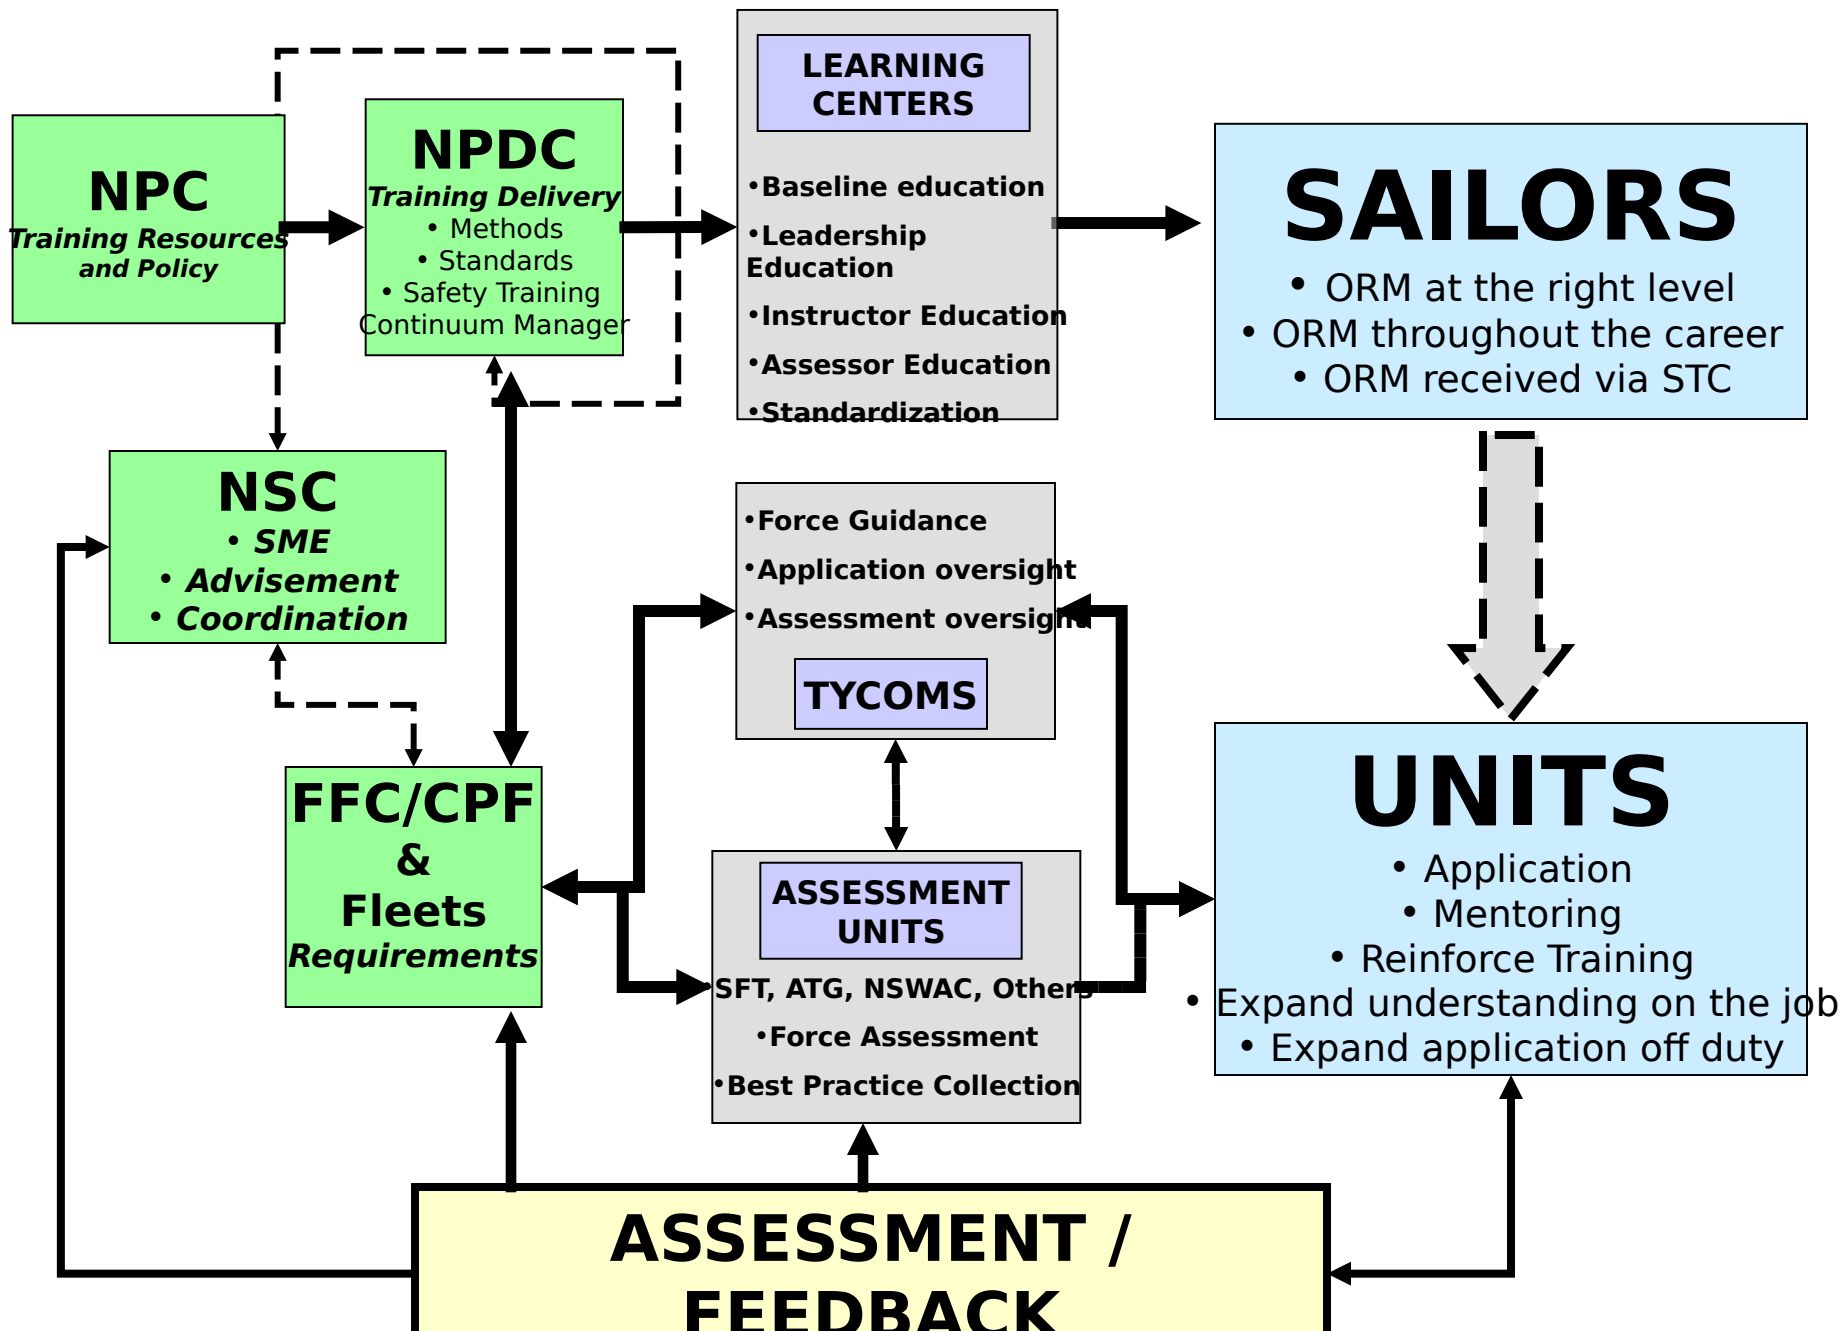 LEARNING
CENTERS
•Baseline education
•Leadership
Education
•Instructor Education
•Assessor Education
•Standardization
NPC
Training Resources
and Policy
NPDC
Training Delivery
• Methods
• Standards
• Safety Training
Continuum Manager
SAILORS
• ORM at the right level
• ORM throughout the career
• ORM received via STC
NSC
• SME
• Advisement
• Coordination
•Force Guidance
•Application oversight
•Assessment oversight
TYCOMS
FFC/CPF
&
Fleets
Requirements
ASSESSMENT
UNITS
•SFT, ATG, NSWAC, Others
•Force Assessment
•Best Practice Collection
UNITS
• Application
• Mentoring
• Reinforce Training
• Expand understanding on the job
• Expand application off duty
ASSESSMENT /
FEEDBACK